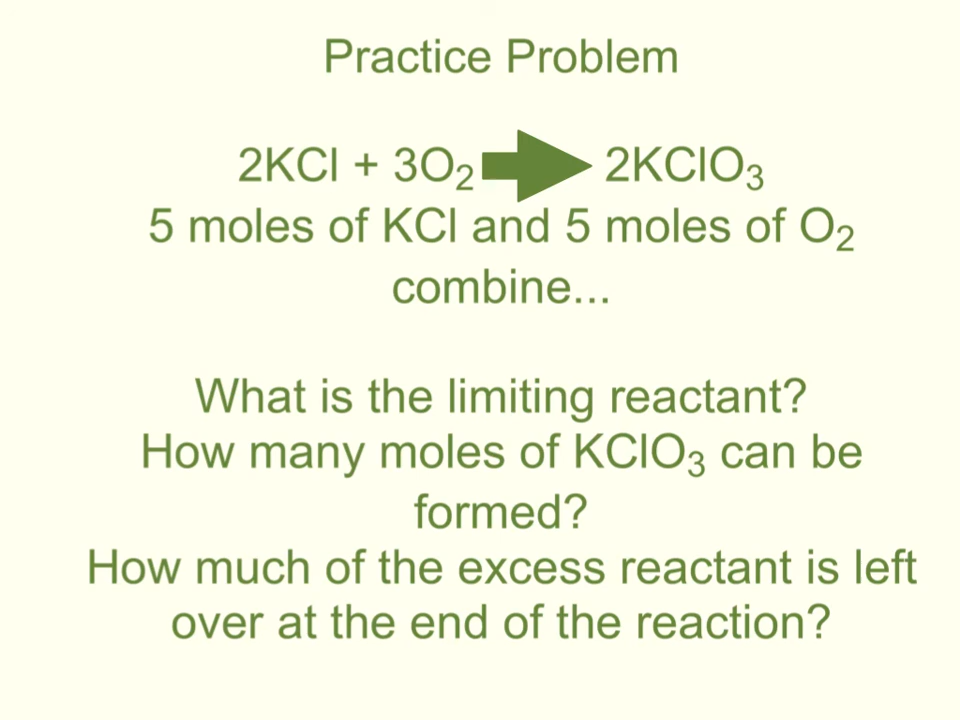 Practice Problem
2KCl + 3O₂ 2KClO₃
5 moles of KCl and 5 moles of O₂
combine...
What is the limiting reactant?
How many moles of KClO₃ can be
formed?
How much of the excess reactant is left
over at the end of the reaction?